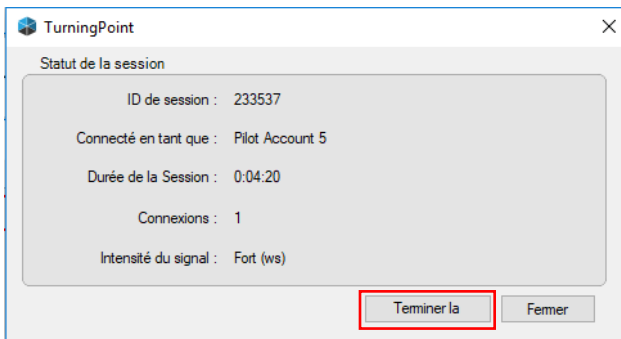 TurningPoint
Statut de la session
ID de session : 233537
Connecté en tant que : Pilot Account 5
Durée de la Session : 0:04:20
Connexions : 1
Intensité du signal : Fort (ws)
Terminer la Fermer